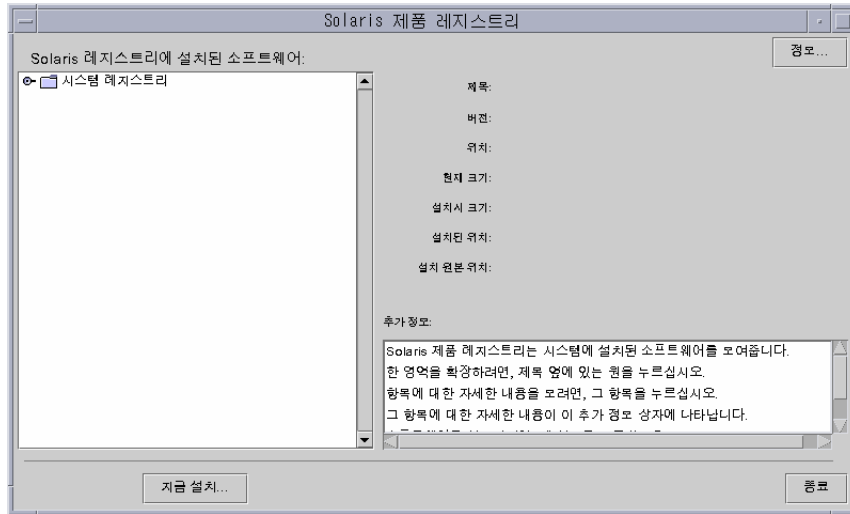 Solaris 제품 레지스트리
Solaris 레지스트리에 설치된 소프트웨어:
정보...
시스템 레지스트리
제목:
버전:
위치:
현재 크기:
설치시 크기:
설치된 위치:
설치 원본 위치:
추가 정보:
Solaris 제품 레지스트리는 시스템에 설치된 소프트웨어를 보여줍니다.
한 영역을 확장하려면, 제목 옆에 있는 원을 누르십시오.
항목에 대한 자세한 내용을 보려면, 그 항목을 누르십시오.
그 항목에 대한 자세한 내용이 이 추가 정보 상자에 나타납니다.
지금 설치...
종료